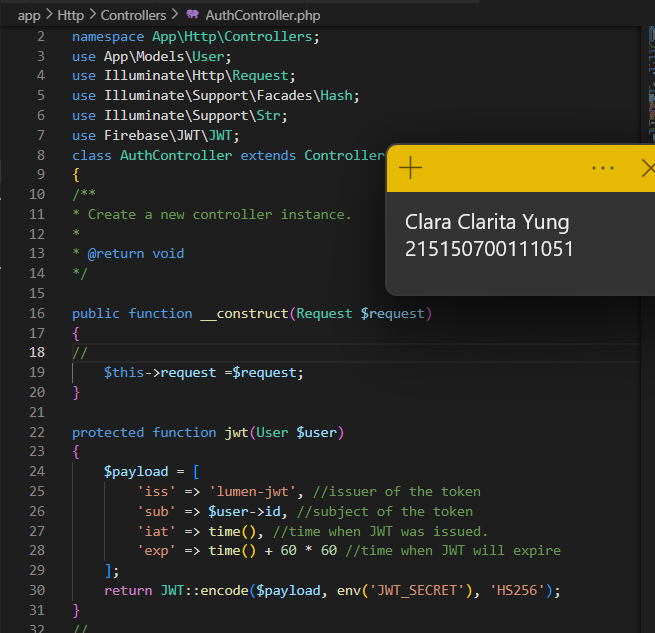 app > Http > Controllers > AuthController.php
2 namespace App\Http\Controllers;
3 use App\Models\User;
4 use Illuminate\Http\Request;
5 use Illuminate\Support\Facades\Hash;
6 use Illuminate\Support\Str;
7 use Firebase\JWT\JWT;
8 class AuthController extends Controller
9 {
10 /**
11 * Create a new controller instance.
12 *
13 * @return void
14 */
15
16 public function __construct(Request $request)
17 {
18 //
19     $this->request =$request;
20 }
21
22 protected function jwt(User $user)
23 {
24     $payload = [
25         'iss' => 'lumen-jwt', //issuer of the token
26         'sub' => $user->id, //subject of the token
27         'iat' => time(), //time when JWT was issued.
28         'exp' => time() + 60 * 60 //time when JWT will expire
29     ];
30     return JWT::encode($payload, env('JWT_SECRET'), 'HS256');
31 }
32 //
Clara Clarita Yung
215150700111051